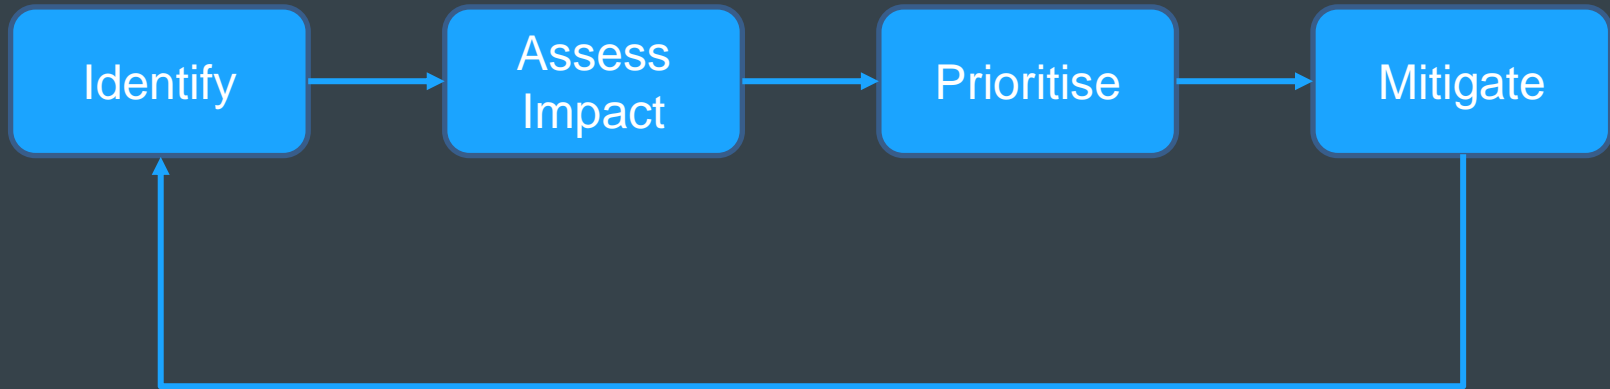 Identify
Assess
Impact
Prioritise
Mitigate